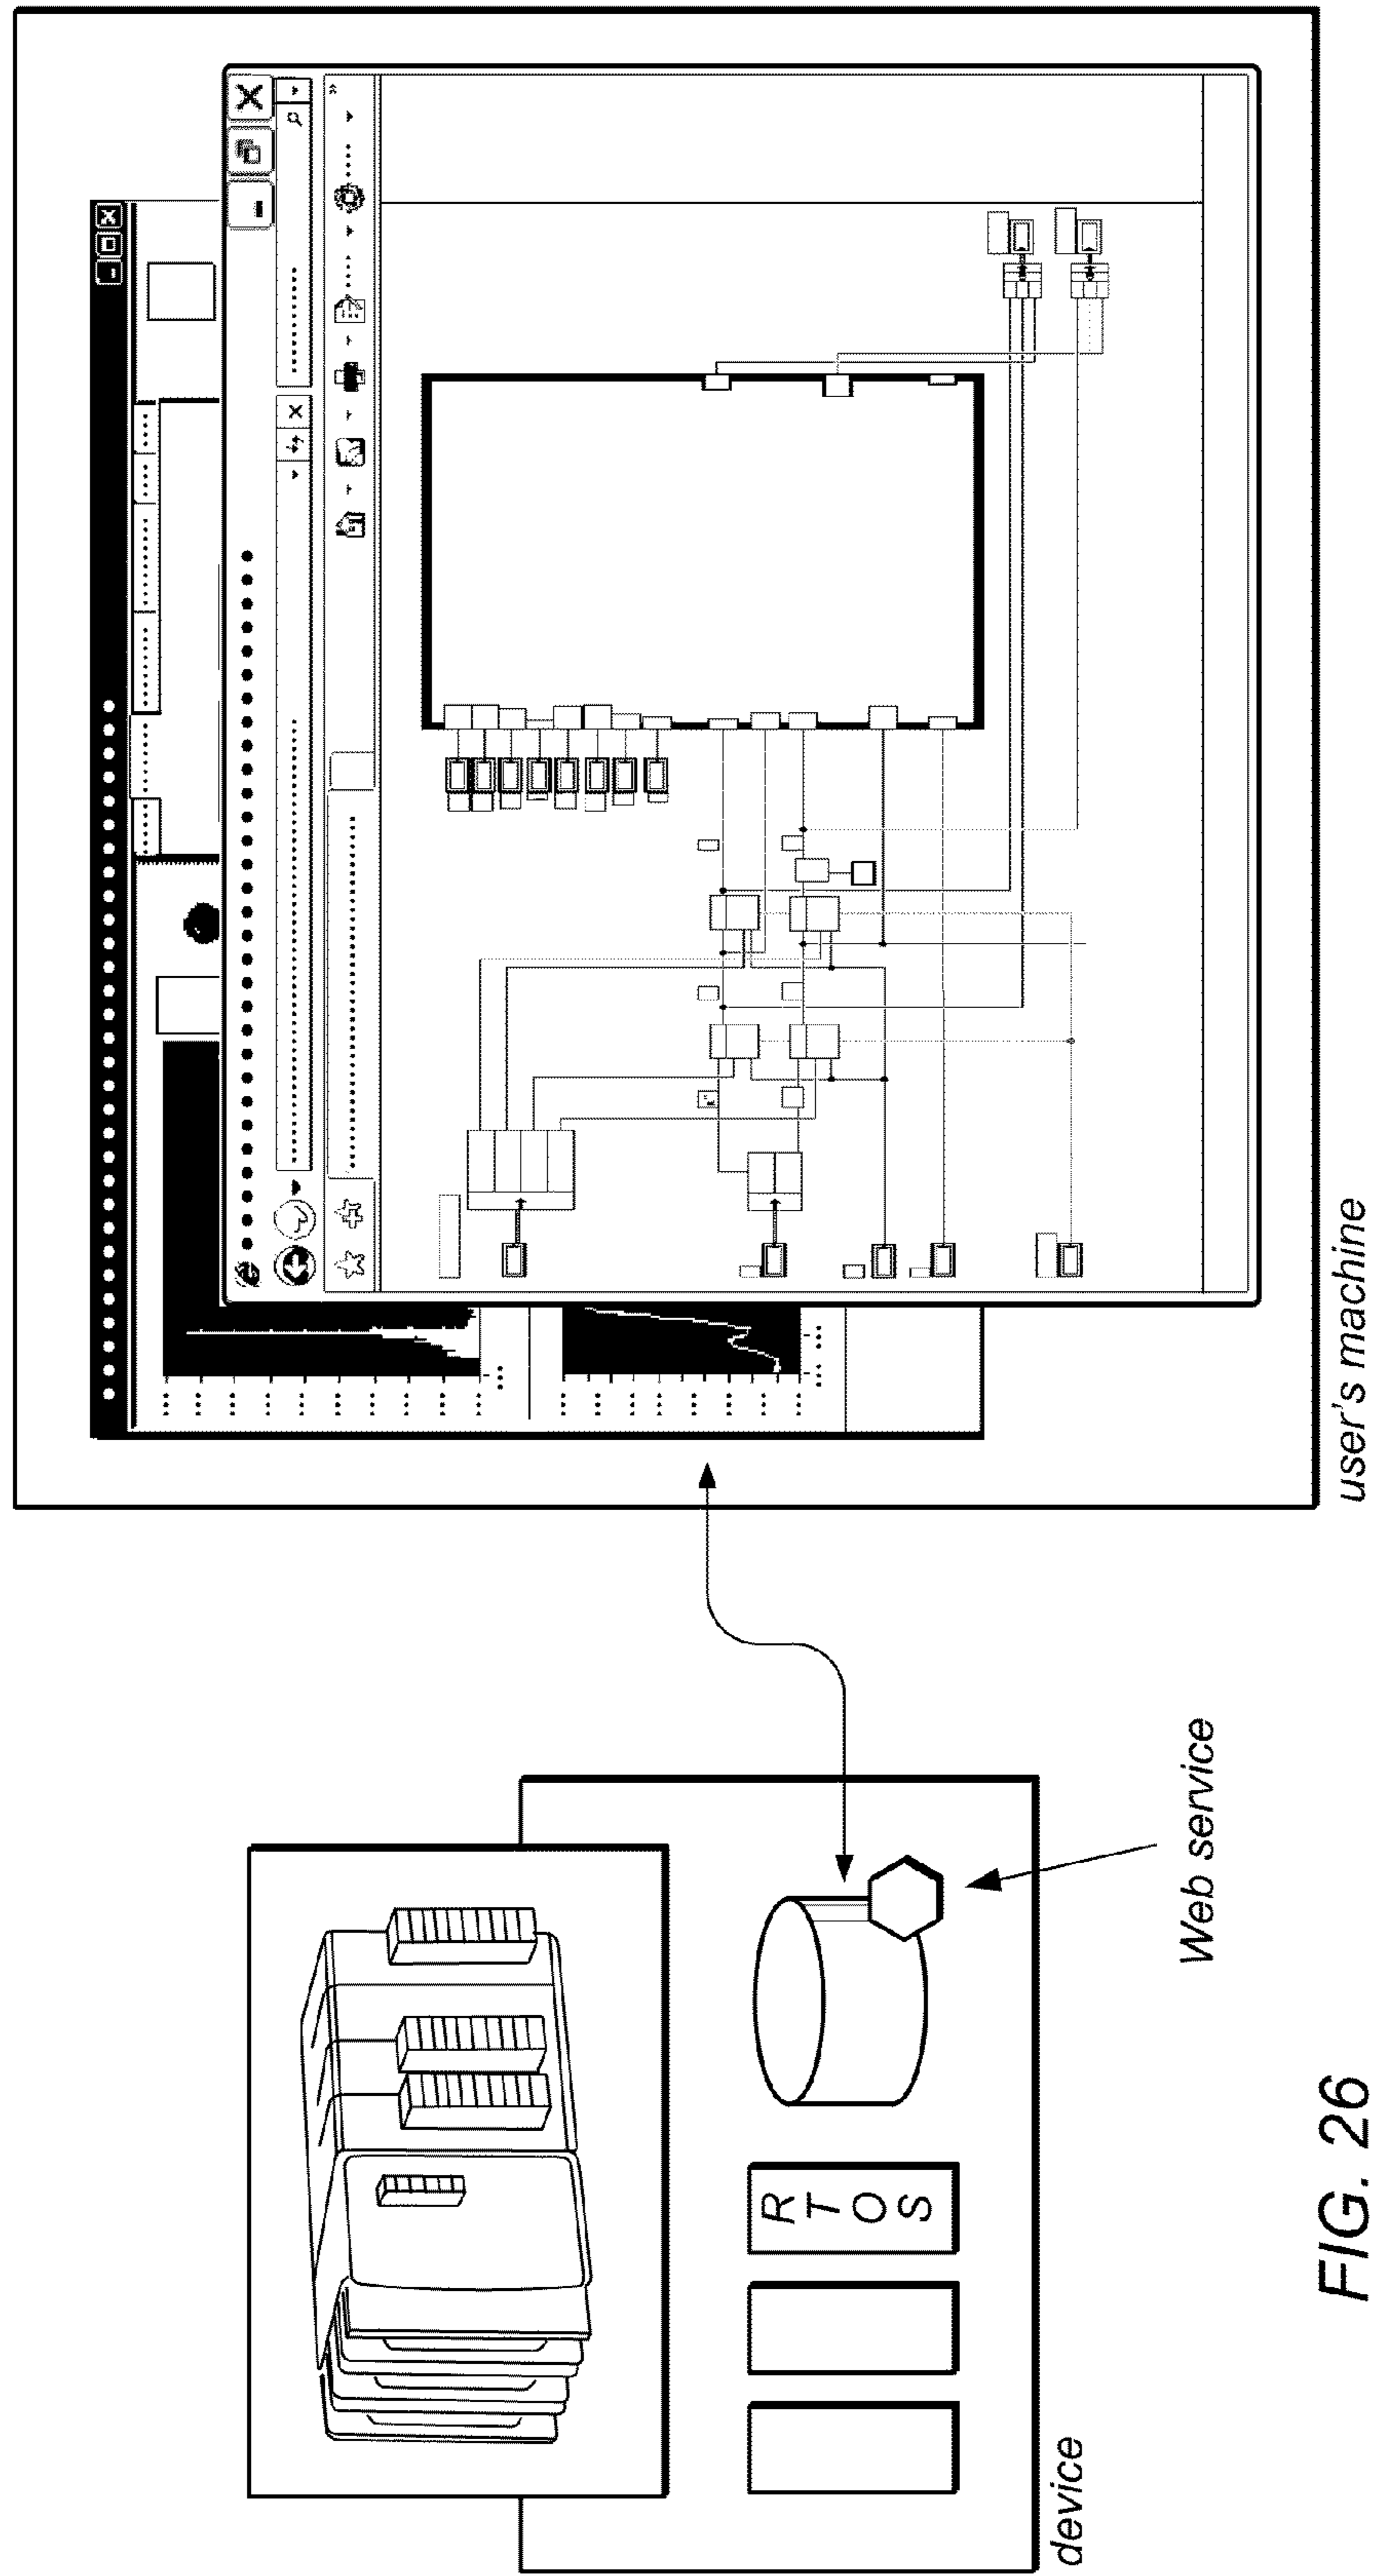 user's machine
Web service
R
T
O
S
device
FIG. 26